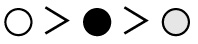 ○ > ● > ○